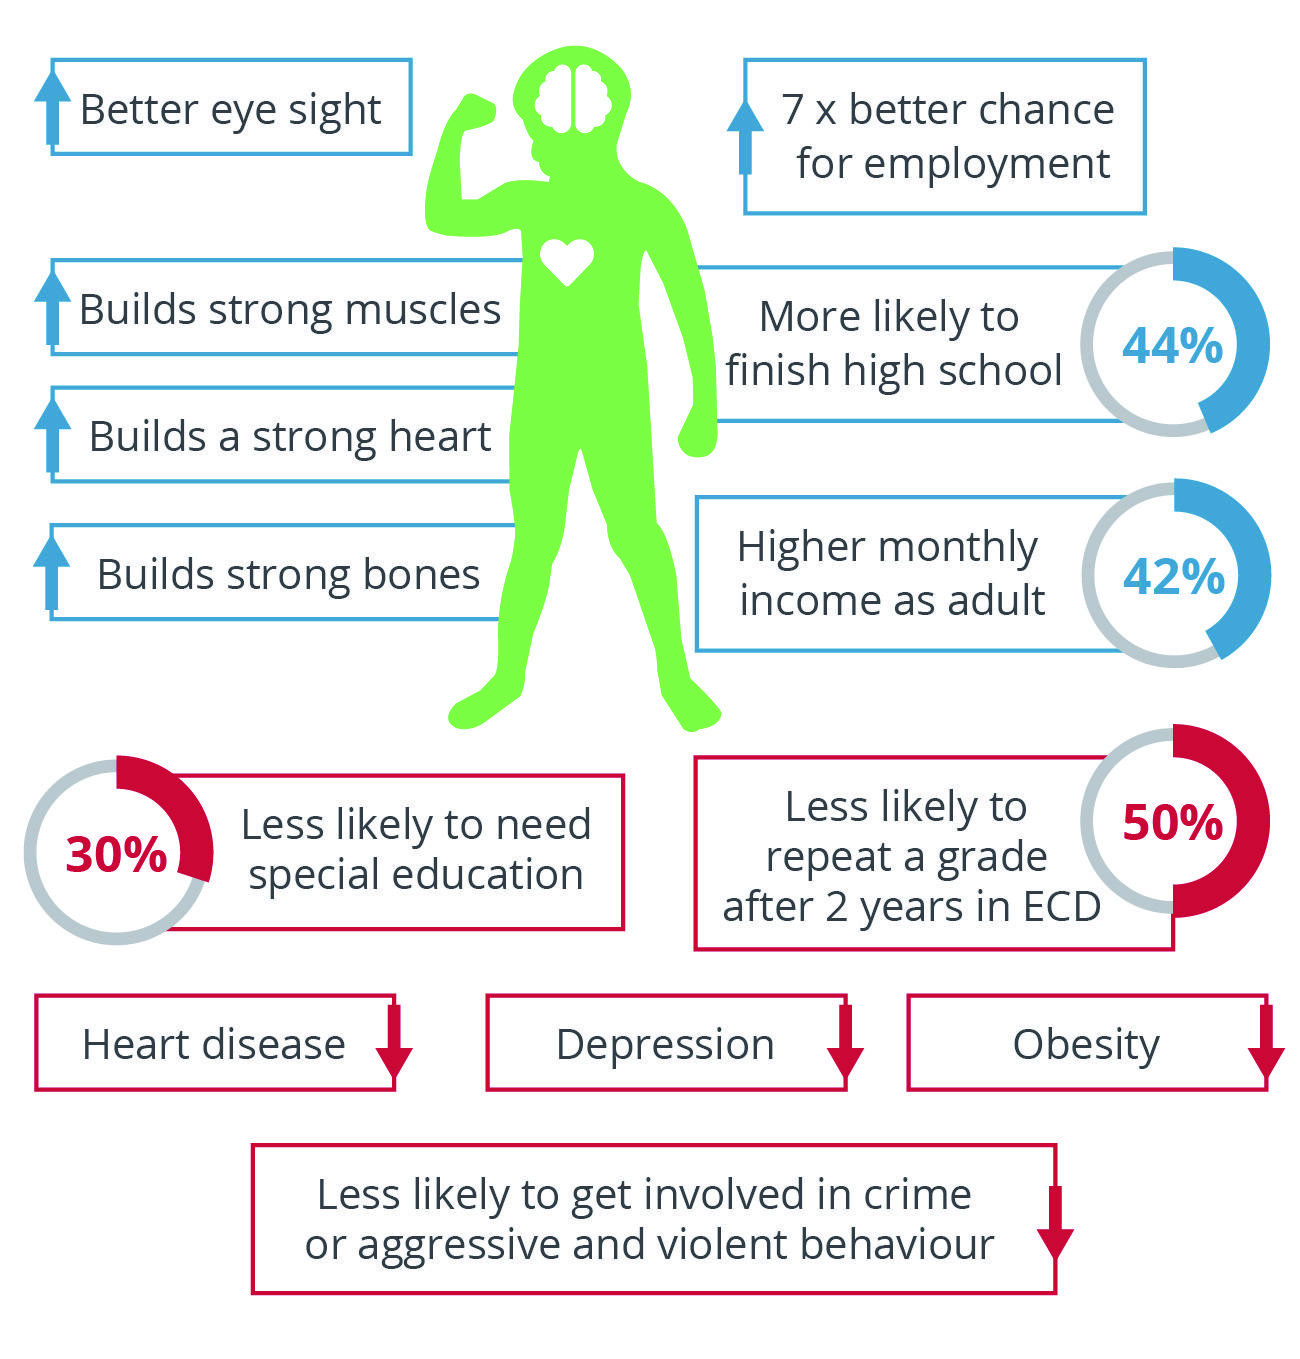 Better eye sight
7 x better chance
for employment
Builds strong muscles
More likely to
finish high school
44%
Builds a strong heart
Builds strong bones
Higher monthly
income as adult
42%
30%
Less likely to need
special education
Less likely to
repeat a grade
after 2 years in ECD
50%
Heart disease
Depression
Obesity
Less likely to get involved in crime
or aggressive and violent behaviour